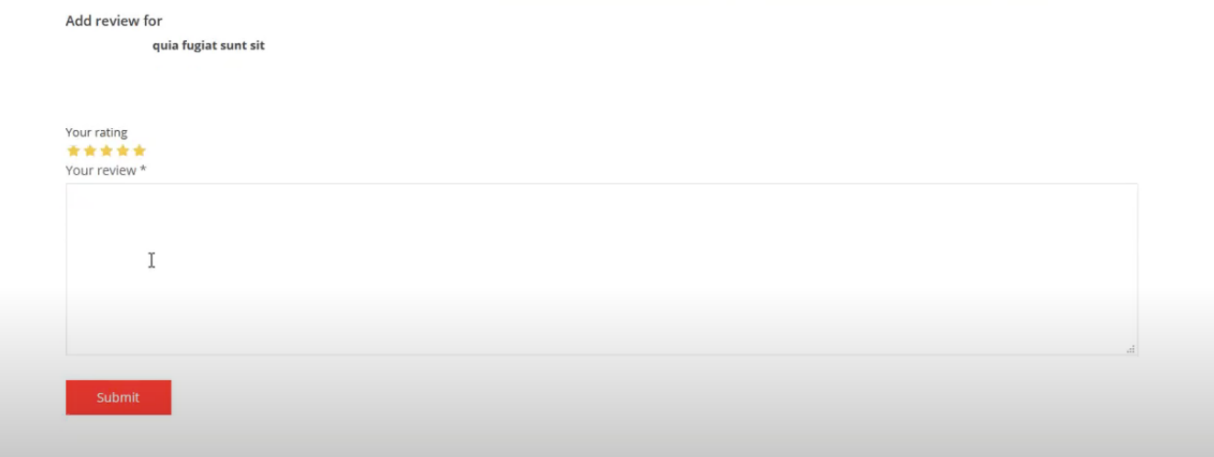 Add review for
quia fugiat sunt sit
Your rating
Your review *
Submit